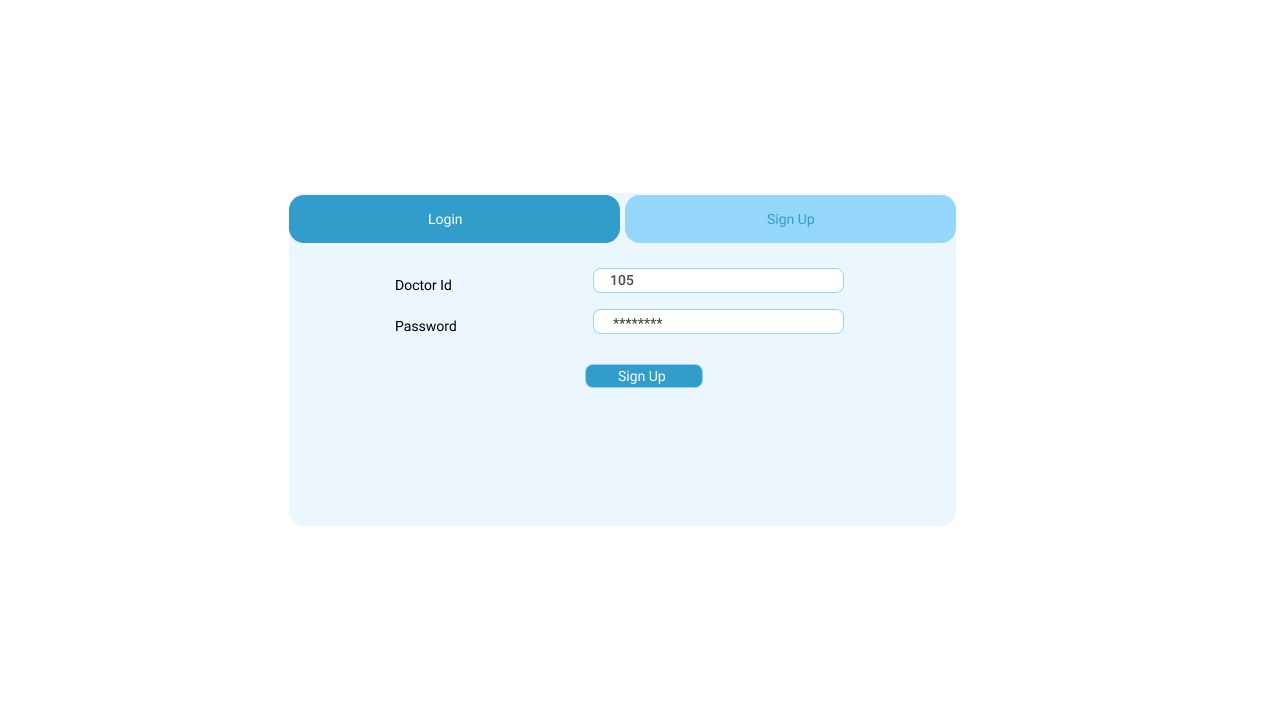 Login Sign Up
Doctor Id 105
Password ********
Sign Up